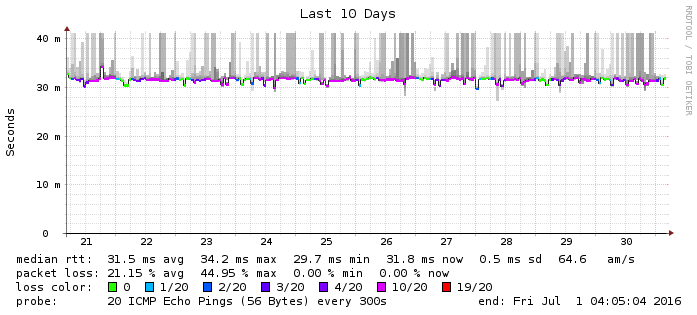 Last 10 Days
RRDTOOL / TOBI OETIKER
Seconds
40 m
30 m
20 m
10 m
0
21 22 23 24 25 26 27 28 29 30
median rtt: 31.5 ms avg 34.2 ms max 29.7 ms min 31.8 ms now 0.5 ms sd 64.6 am/s
packet loss: 21.15 % avg 44.95 % max 0.00 % min 0.00 % now
loss color: 0 1/20 2/20 3/20 4/20 10/20 19/20
probe: 20 ICMP Echo Pings (56 Bytes) every 300s end: Fri Jul 1 04:05:04 2016